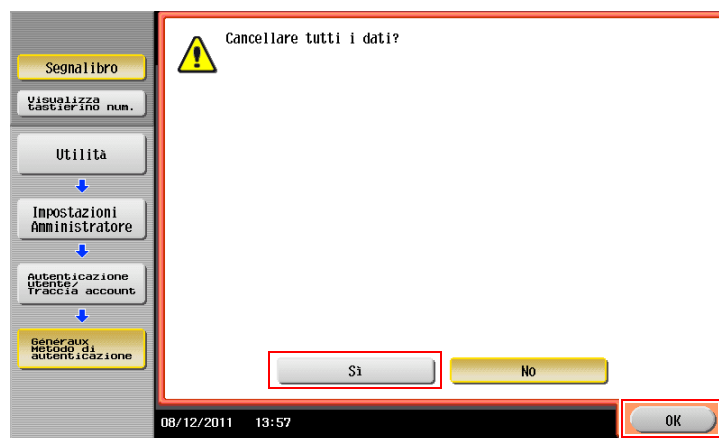 Segnalibro
Visualizza
tastierino num.
Utilità
Impostazioni
Amministratore
Autenticazione
utente/
Traccia account
Generaux
Metodo di
autenticazione
Cancellare tutti i dati?
Sì
No
08/12/2011 13:57
OK